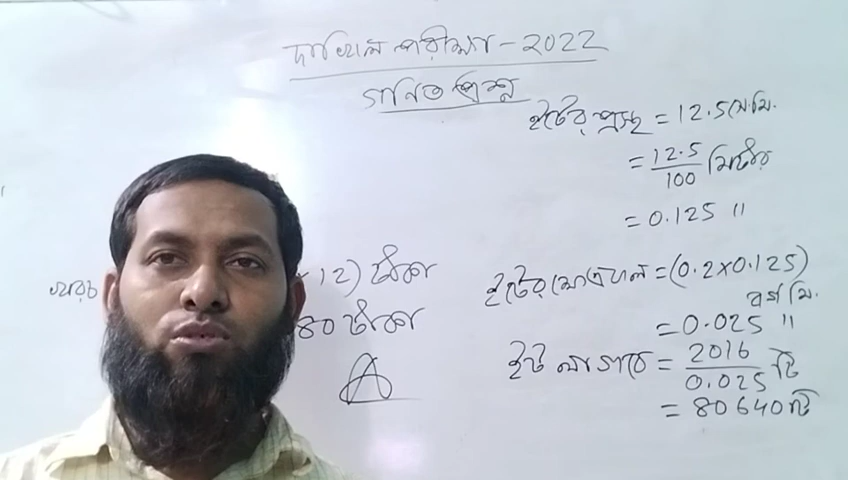 দাখিল পরীক্ষা - 2022
গনিত প্রশ্ন
ইটের প্রস্থ = 12.5 সে.মি.
= 12.5/100 মিটার
= 0.125 "
খরচ × 12) টাকা
80 টাকা
ইটের ক্ষেত্রফল = (0.2×0.125)
বর্গ মি.
= 0.025 "
ইট লাগবে = 2016/0.025 টি
= 80640 টি